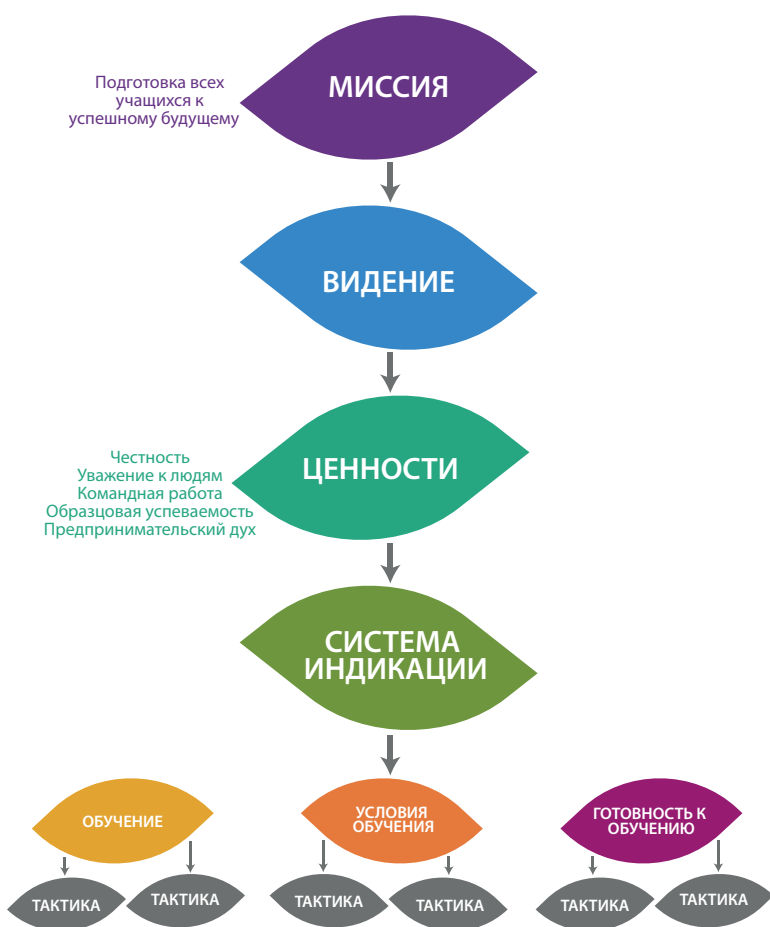 МИССИЯ
Подготовка всех
учащихся к
успешному будущему
ВИДЕНИЕ
ЦЕННОСТИ
Честность
Уважение к людям
Командная работа
Образцовая успеваемость
Предпринимательский дух
СИСТЕМА
ИНДИКАЦИИ
ОБУЧЕНИЕ
УСЛОВИЯ
ОБУЧЕНИЯ
ГОТОВНОСТЬ К
ОБУЧЕНИЮ
ТАКТИКА
ТАКТИКА
ТАКТИКА
ТАКТИКА
ТАКТИКА
ТАКТИКА